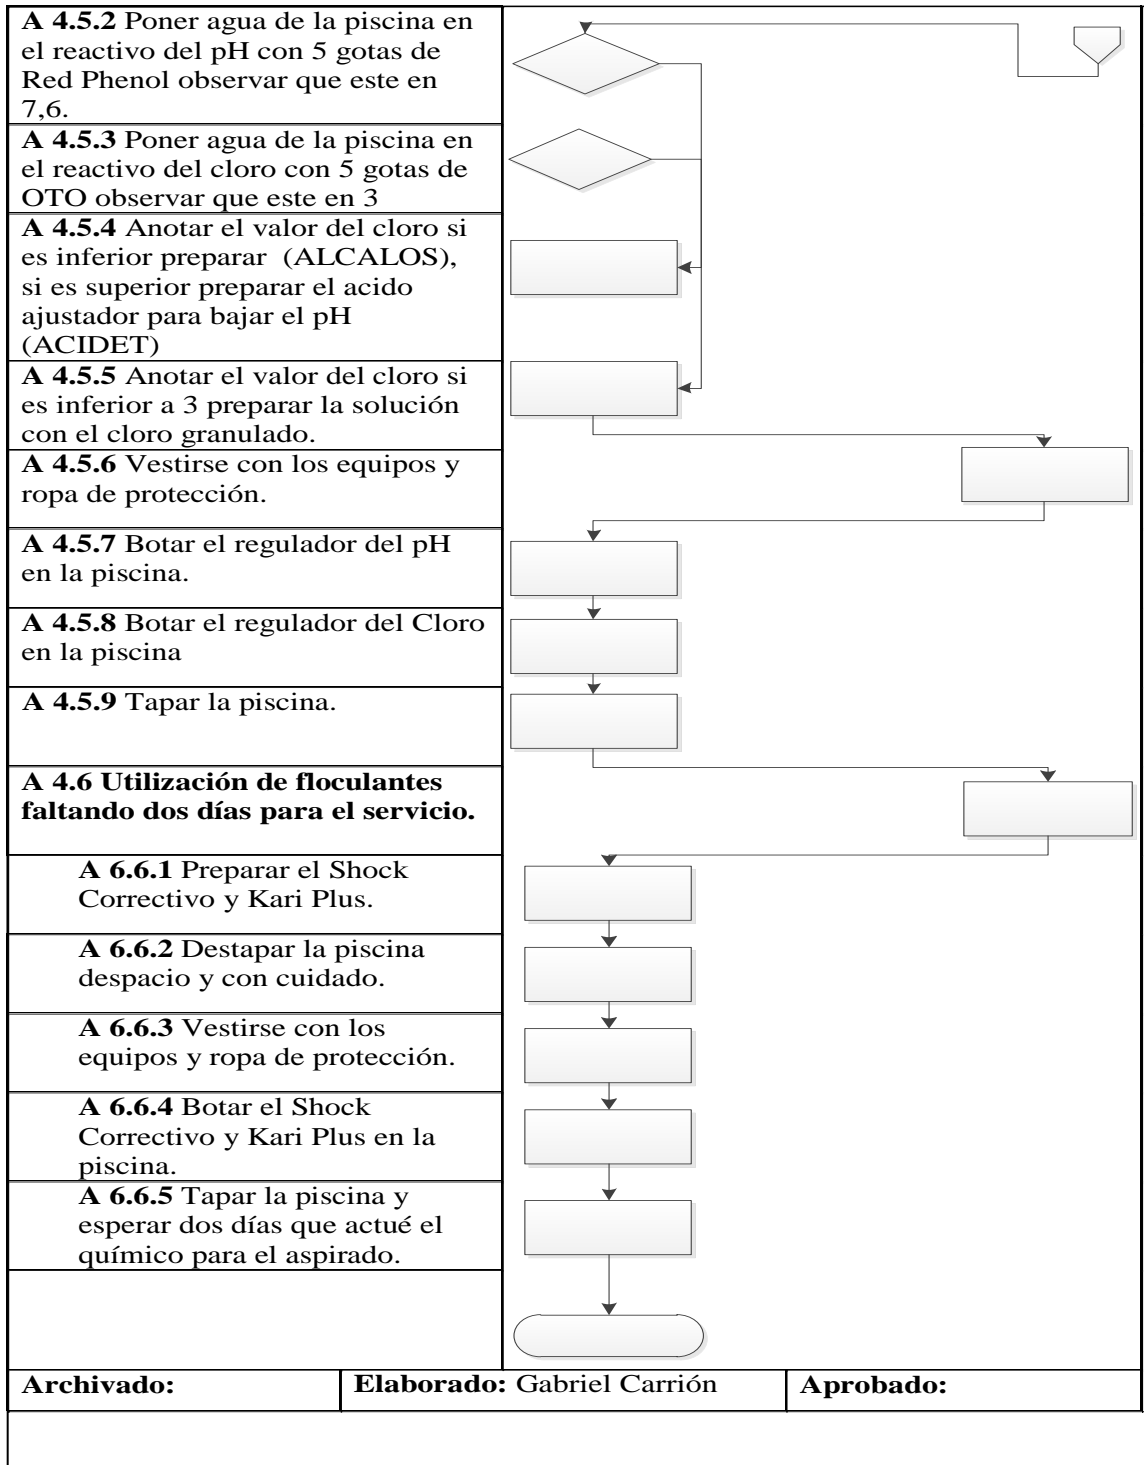 A 4.5.2 Poner agua de la piscina en
el reactivo del pH con 5 gotas de
Red Phenol observar que este en
7,6.
A 4.5.3 Poner agua de la piscina en
el reactivo del cloro con 5 gotas de
OTO observar que este en 3
A 4.5.4 Anotar el valor del cloro si
es inferior preparar (ALCALOS),
si es superior preparar el acido
ajustador para bajar el pH
(ACIDET)
A 4.5.5 Anotar el valor del cloro si
es inferior a 3 preparar la solución
con el cloro granulado.
A 4.5.6 Vestirse con los equipos y
ropa de protección.
A 4.5.7 Botar el regulador del pH
en la piscina.
A 4.5.8 Botar el regulador del Cloro
en la piscina
A 4.5.9 Tapar la piscina.
A 4.6 Utilización de floculantes
faltando dos días para el servicio.
A 6.6.1 Preparar el Shock
Correctivo y Kari Plus.
A 6.6.2 Destapar la piscina
despacio y con cuidado.
A 6.6.3 Vestirse con los
equipos y ropa de protección.
A 6.6.4 Botar el Shock
Correctivo y Kari Plus en la
piscina.
A 6.6.5 Tapar la piscina y
esperar dos días que actué el
químico para el aspirado.
Archivado: Elaborado: Gabriel Carrión Aprobado: